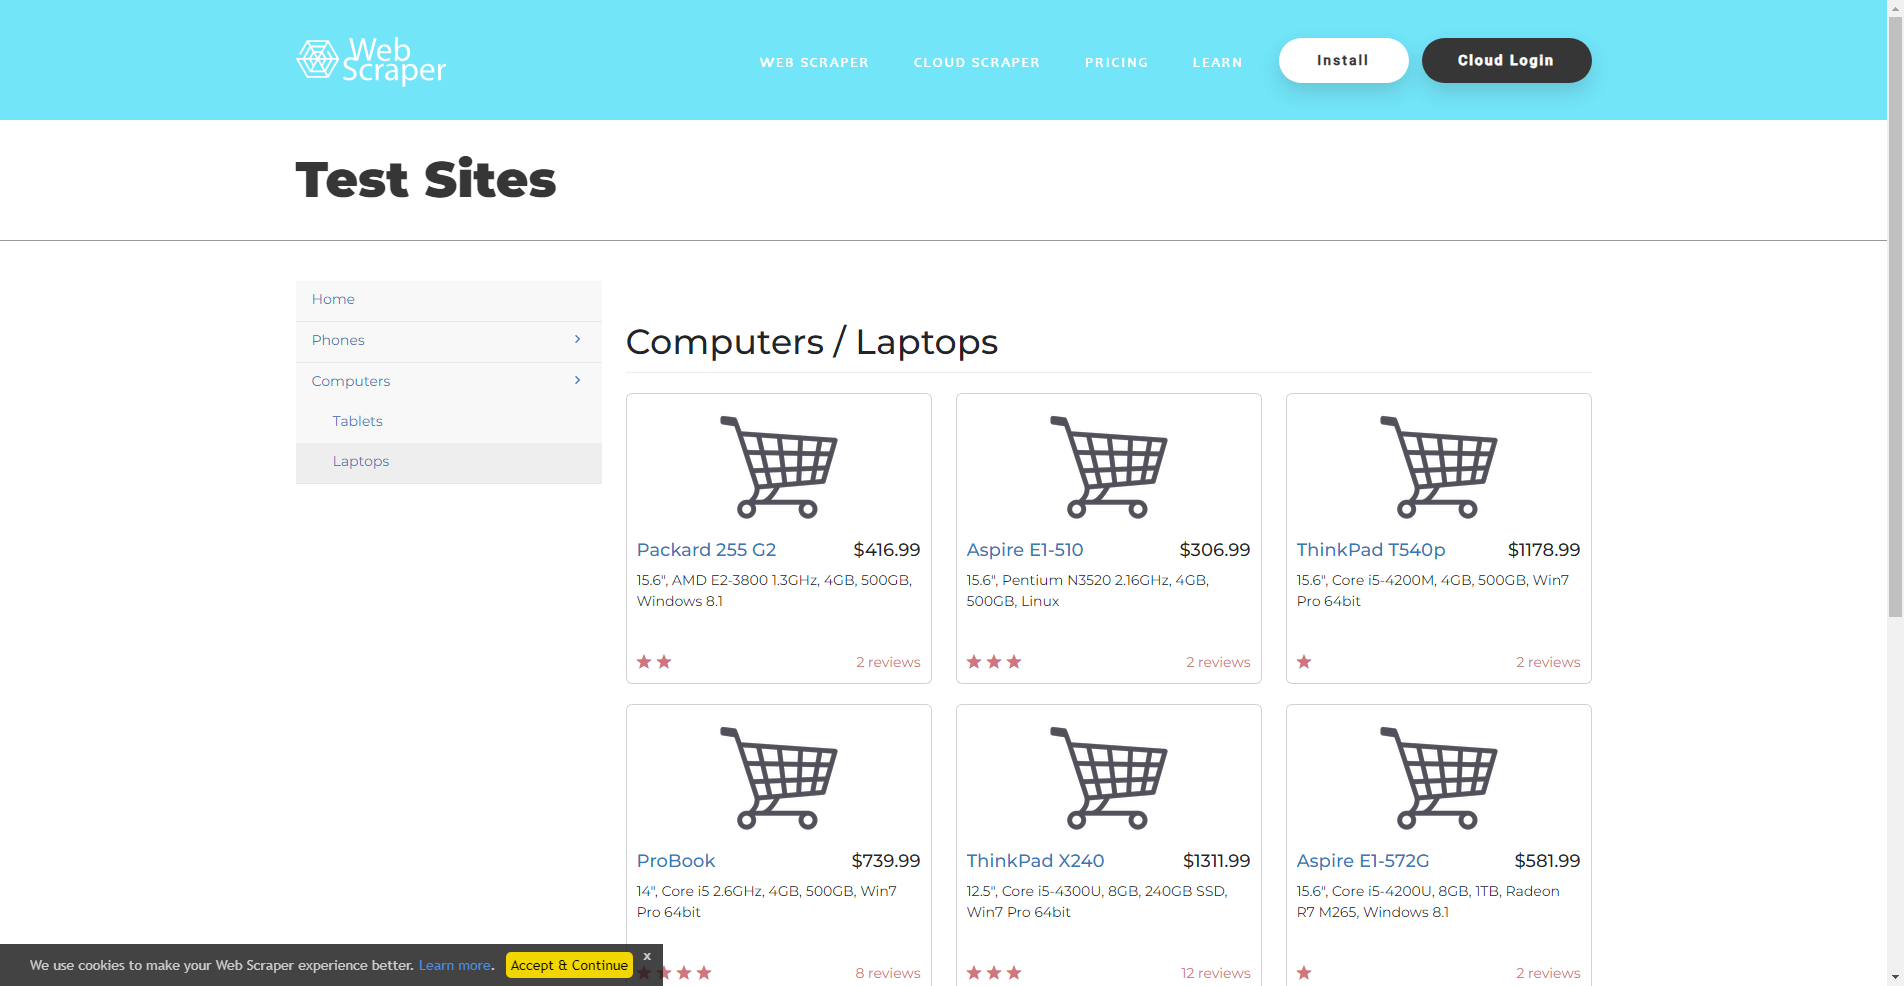 Web
Scraper
WEB SCRAPER
CLOUD SCRAPER
PRICING
LEARN
Install
Cloud Login
Test Sites
Home
Phones
Computers
Tablets
Laptops
Computers / Laptops
Packard 255 G2 $416.99
15.6", AMD E2-3800 1.3GHz, 4GB, 500GB,
Windows 8.1
2 reviews
Aspire E1-510 $306.99
15.6", Pentium N3520 2.16GHz, 4GB,
500GB, Linux
2 reviews
ThinkPad T540p $1178.99
15.6", Core i5-4200M, 4GB, 500GB, Win7
Pro 64bit
2 reviews
ProBook $739.99
14", Core i5 2.6GHz, 4GB, 500GB, Win7
Pro 64bit
8 reviews
ThinkPad X240 $1311.99
12.5", Core i5-4300U, 8GB, 240GB SSD,
Win7 Pro 64bit
12 reviews
Aspire E1-572G $581.99
15.6", Core i5-4200U, 8GB, 1TB, Radeon
R7 M265, Windows 8.1
2 reviews
We use cookies to make your Web Scraper experience better. Learn more. Accept & Continue x